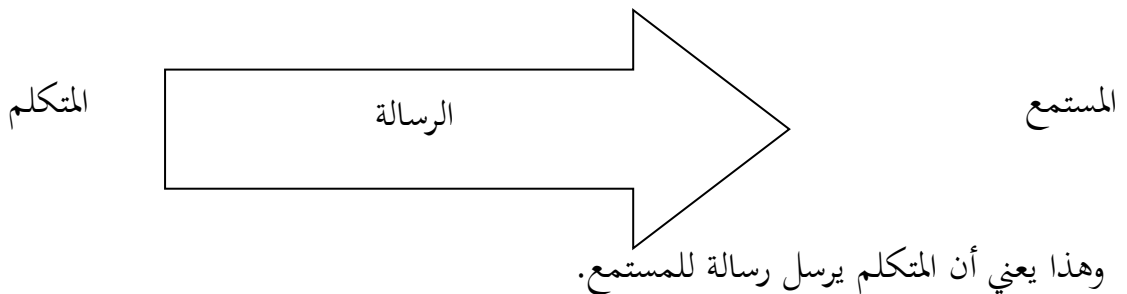 المستمع
الرسالة
المتكلم
وهذا يعني أن المتكلم يرسل رسالة للمستمع.